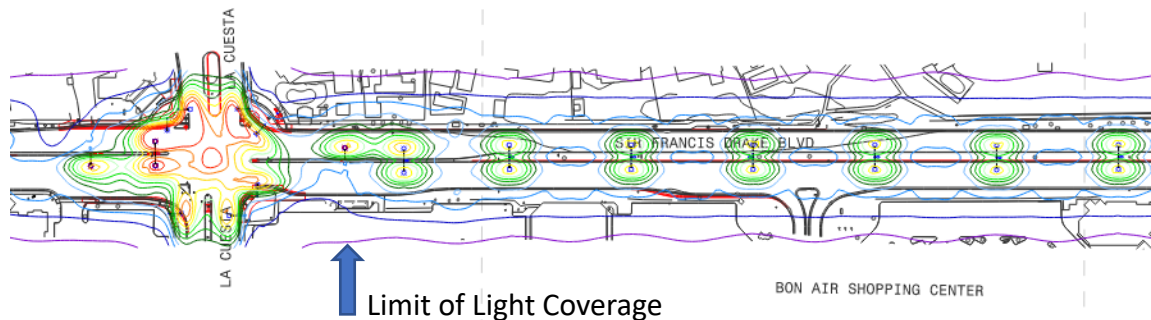 LA CUESTA
SIR FRANCIS DRAKE BLVD
LA CUESTA
BON AIR SHOPPING CENTER
Limit of Light Coverage